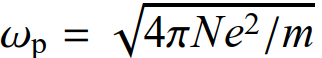 ωₚ = √4πNe²/m